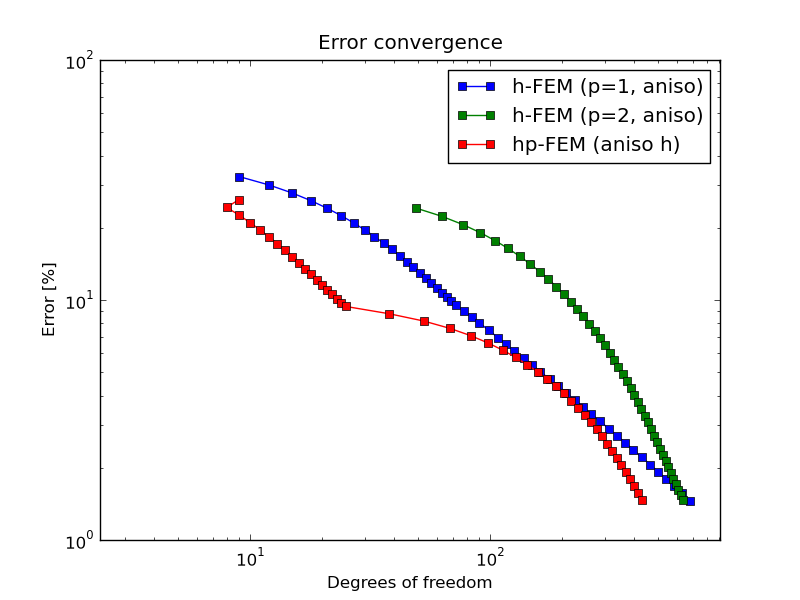 Error convergence
10^2
h-FEM (p=1, aniso)
h-FEM (p=2, aniso)
hp-FEM (aniso h)
Error [%]
10^1
10^0
10^1
10^2
Degrees of freedom